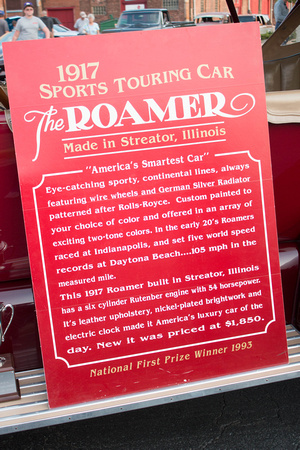 1917
SPORTS TOURING CAR
The ROAMER
Made in Streator, Illinois
"America's Smartest Car"
Eye-catching sporty, continental lines, always
featuring wire wheels and German Silver Radiator
patterned after Rolls-Royce. Custom painted to
your choice of color and offered in an array of
exciting two-tone colors. In the early 20's Roamers
raced at Indianapolis, and set five world speed
records at Daytona Beach....105 mph in the
measured mile.
This 1917 Roamer built in Streator, Illinois
has a six cylinder Rutenber engine with 54 horsepower.
It's leather upholstery, nickel-plated brightwork and
electric clock made it America's luxury car of the
day. New it was priced at $1,850.
National First Prize Winner 1993